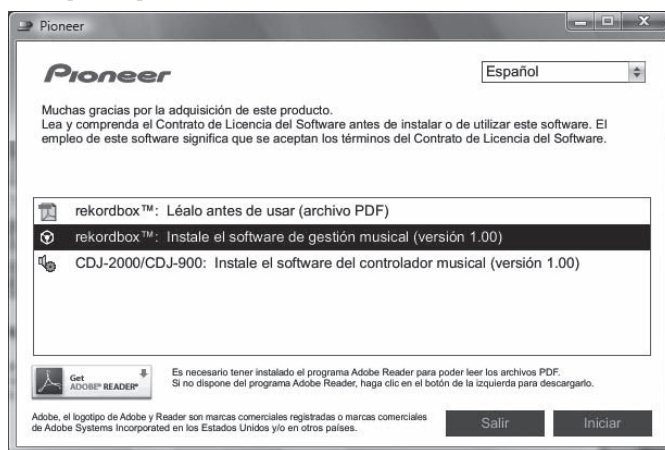 Pioneer
Pioneer
Español
Muchas gracias por la adquisición de este producto.
Lea y comprenda el Contrato de Licencia del Software antes de instalar o de utilizar este software. El
empleo de este software significa que se aceptan los términos del Contrato de Licencia del Software.
rekordbox™: Léalo antes de usar (archivo PDF)
rekordbox™: Instale el software de gestión musical (versión 1.00)
CDJ-2000/CDJ-900: Instale el software del controlador musical (versión 1.00)
Get
ADOBE® READER®
Es necesario tener instalado el programa Adobe Reader para poder leer los archivos PDF.
Si no dispone del programa Adobe Reader, haga clic en el botón de la izquierda para descargarlo.
Adobe, el logotipo de Adobe y Reader son marcas comerciales registradas o marcas comerciales
de Adobe Systems Incorporated en los Estados Unidos y/o en otros países.
Salir
Iniciar